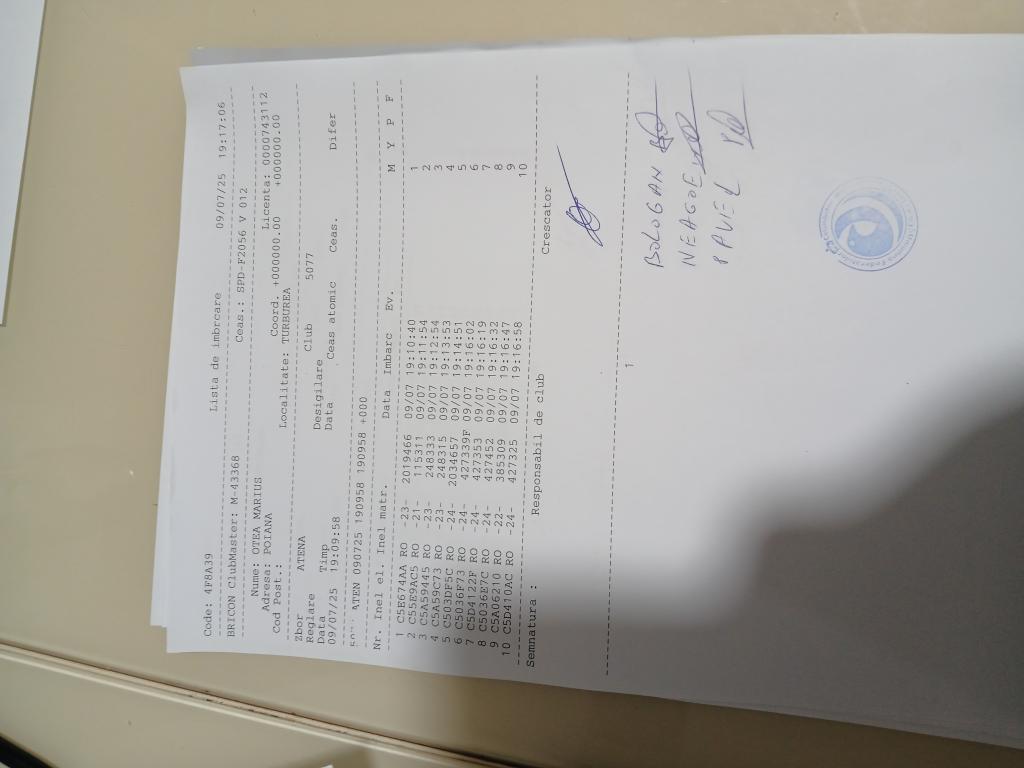 Code: 4F8A39 Lista de imbrcare 09/07/25 19:17:06
BRICON ClubMaster: M-43368 Ceas.: SPD-F2056 V 012
Nume: OTEA MARIUS Licenta: 0000743112
Adresa: POIANA Coord. +000000.00 +000000.00
Cod Post.: Localitate: TURBUREA
Zbor ATENA Club 5077
Reglare Desigilare
Data Timp Data Ceas atomic Ceas. Difer
09/07/25 19:09:58
ATEN 090725 190958 190958 +000
Nr. Inel el. Inel matr. Data Imbarc Ev. M Y P F
1 C5E674AA RO -23- 2019466 09/07 19:10:40 1
2 C55E9AC5 RO -21- 115311 09/07 19:11:54 2
3 C5A59445 RO -23- 248333 09/07 19:12:54 3
4 C5A59C73 RO -23- 248315 09/07 19:13:53 4
5 C503DF5C RO -24- 2034657 09/07 19:14:51 5
6 C5036F73 RO -24- 427339F 09/07 19:16:02 6
7 C5D4122F RO -24- 427353 09/07 19:16:19 7
8 C5036E7C RO -24- 427452 09/07 19:16:32 8
9 C5A06210 RO -22- 385309 09/07 19:16:47 9
10 C5D410AC RO -24- 427325 09/07 19:16:58 10
Semnatura : Responsabil de club Crescator
1
BOLOGAN
NEAGOE
PAVEL